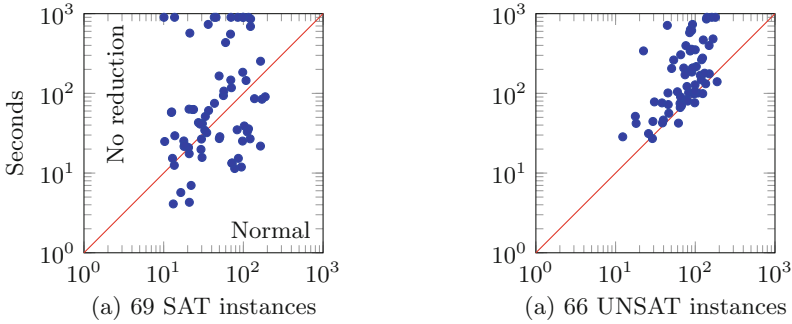 10³
10²
10¹
10⁰
Seconds
No reduction
Normal
10⁰ 10¹ 10² 10³
(a) 69 SAT instances
10³
10²
10¹
10⁰
10⁰ 10¹ 10² 10³
(a) 66 UNSAT instances